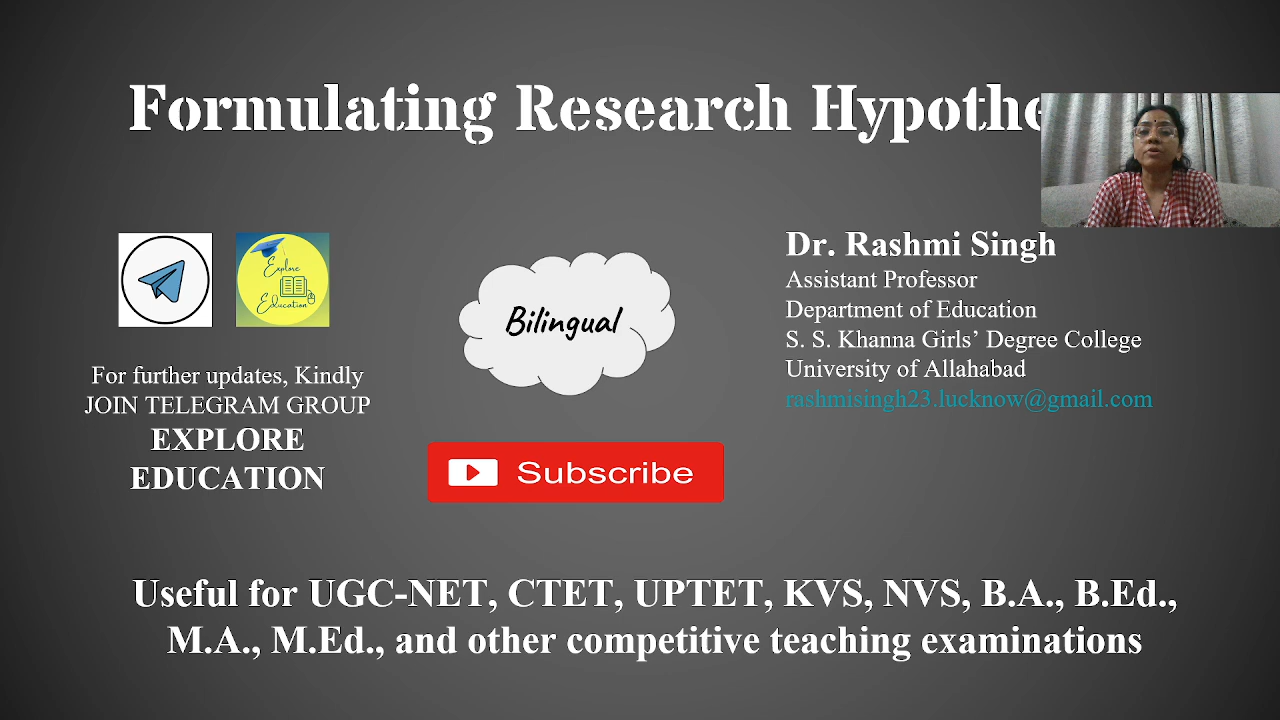 Formulating Research Hypothe
Explore
Education
For further updates, Kindly
JOIN TELEGRAM GROUP
EXPLORE
EDUCATION
Bilingual
Subscribe
Dr. Rashmi Singh
Assistant Professor
Department of Education
S. S. Khanna Girls’ Degree College
University of Allahabad
rashmisingh23.lucknow@gmail.com
Useful for UGC-NET, CTET, UPTET, KVS, NVS, B.A., B.Ed.,
M.A., M.Ed., and other competitive teaching examinations